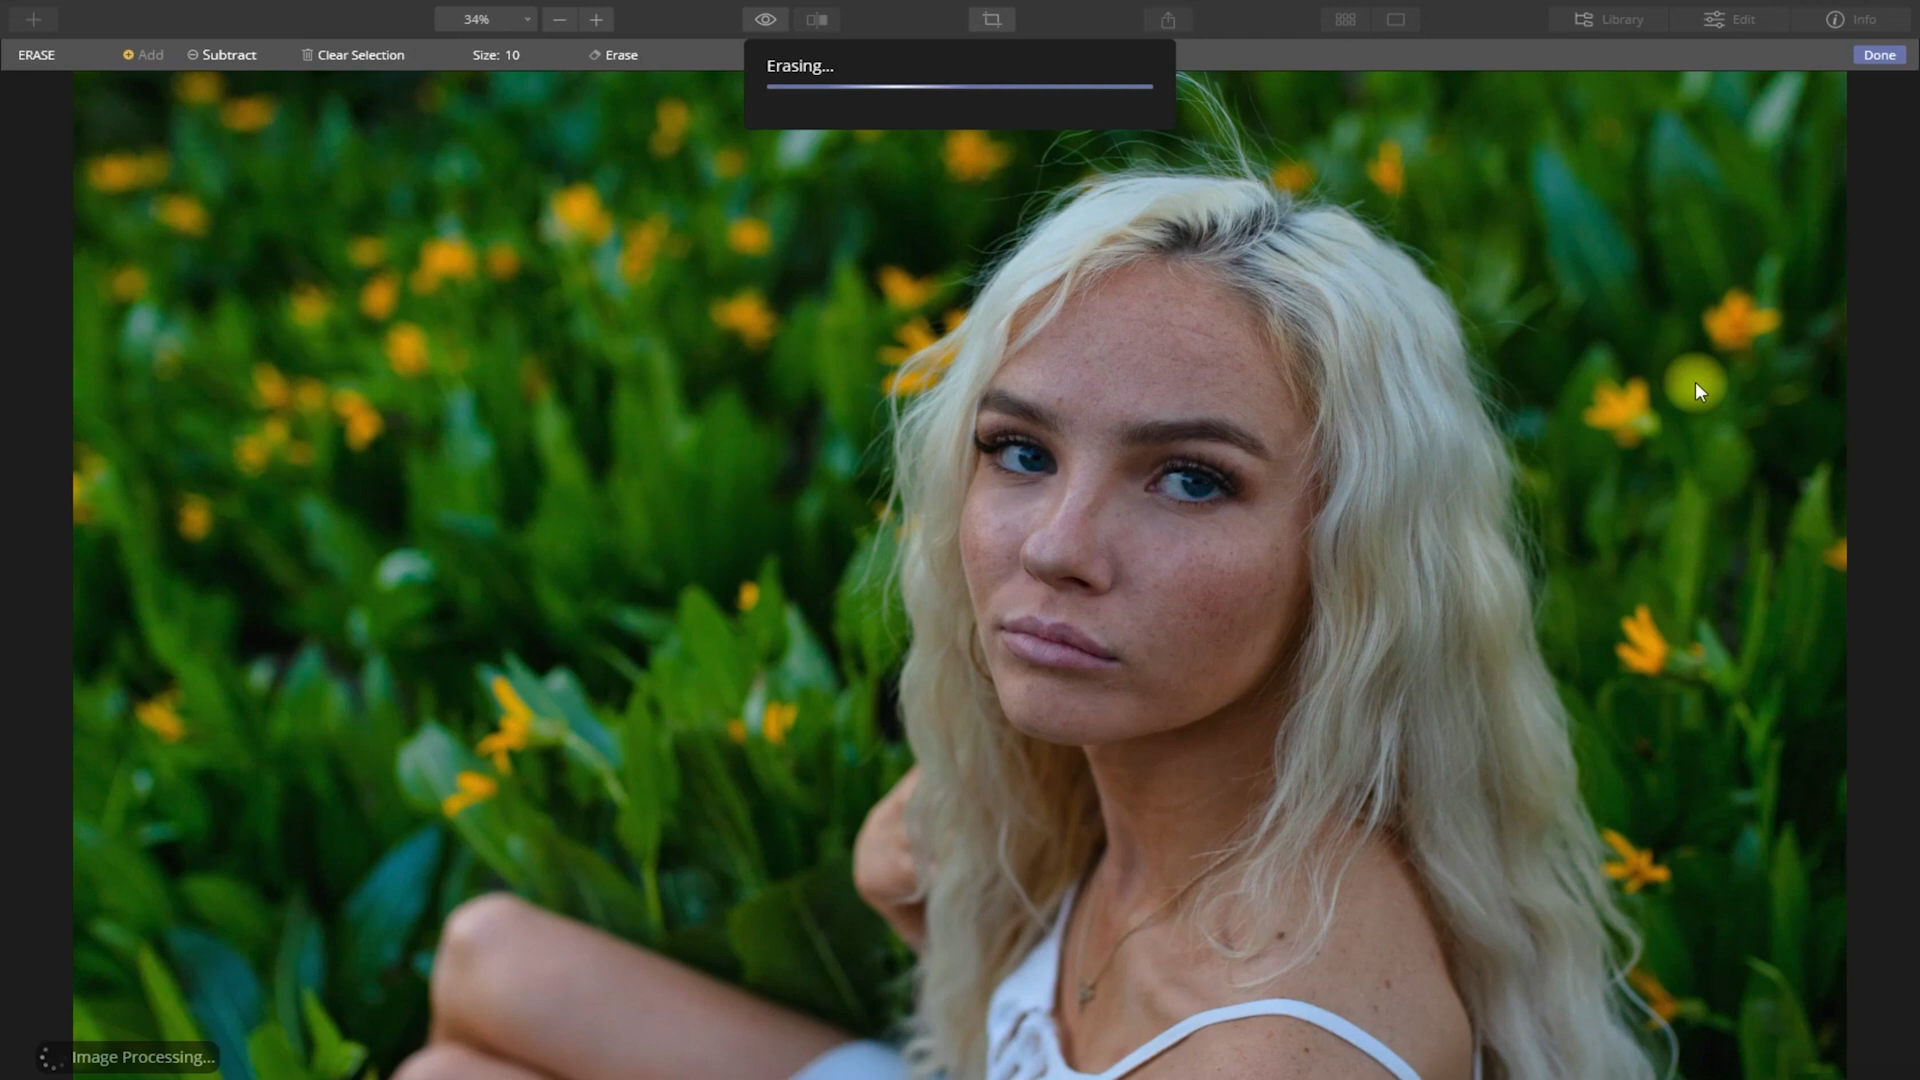 34%
Library
Edit
Info
ERASE
Add
Subtract
Clear Selection
Size: 10
Erase
Done
Erasing...
Image Processing...